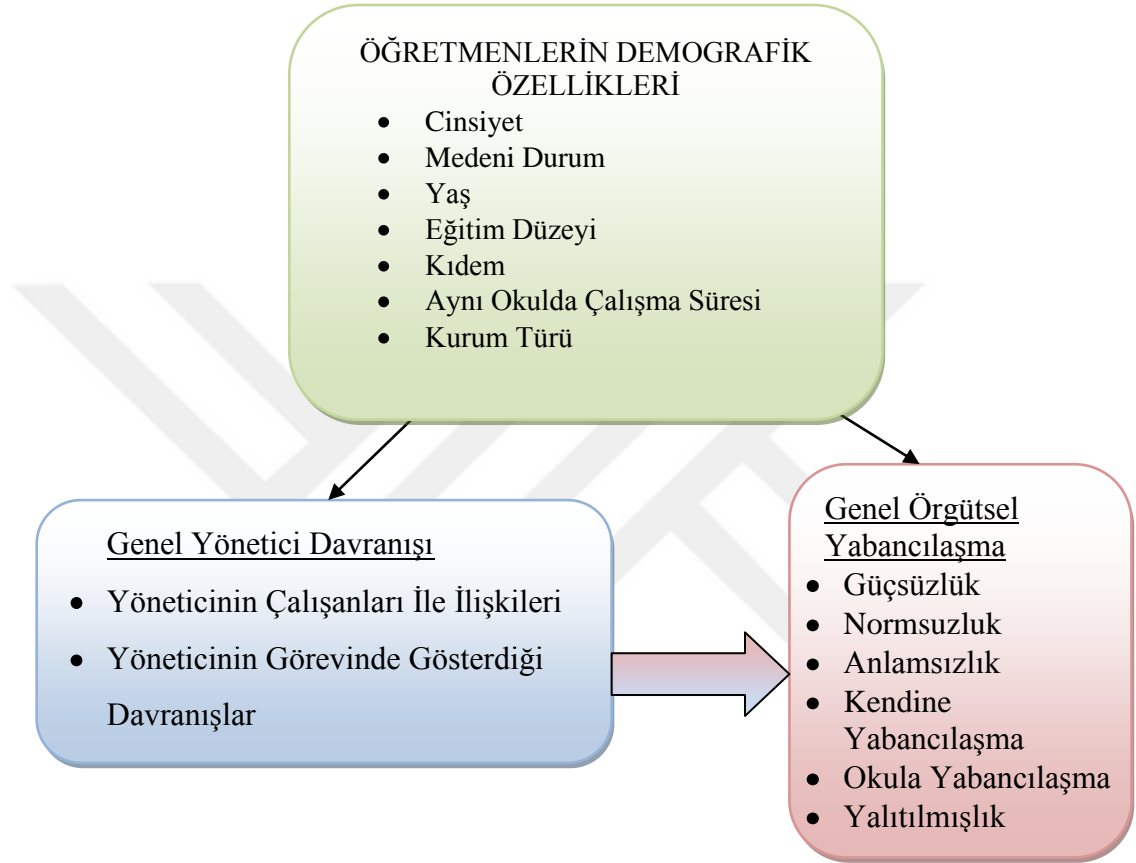 ÖĞRETMENLERİN DEMOGRAFİK
ÖZELLİKLERİ
• Cinsiyet
• Medeni Durum
• Yaş
• Eğitim Düzeyi
• Kıdem
• Aynı Okulda Çalışma Süresi
• Kurum Türü
Genel Yönetici Davranışı
• Yöneticinin Çalışanları İle İlişkileri
• Yöneticinin Görevinde Gösterdiği
Davranışlar
Genel Örgütsel
Yabancılaşma
• Güçsüzlük
• Normsuzluk
• Anlamsızlık
• Kendine
Yabancılaşma
• Okula Yabancılaşma
• Yalıtılmışlık